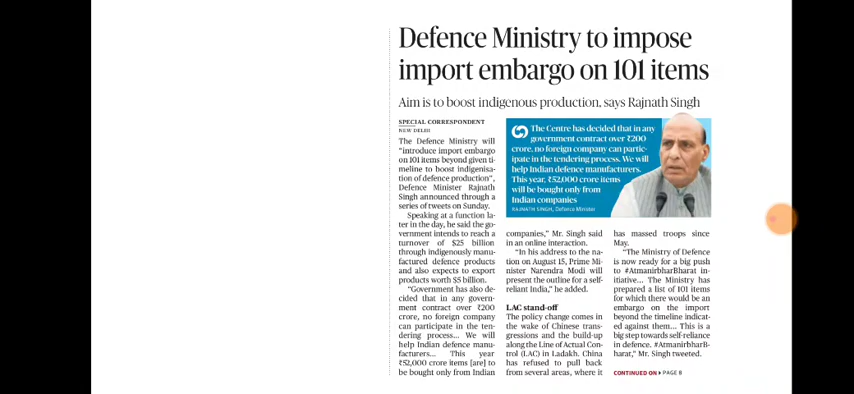 Defence Ministry to impose
import embargo on 101 items
Aim is to boost indigenous production, says Rajnath Singh
SPECIAL CORRESPONDENT
NEW DELHI
The Defence Ministry will
“introduce import embargo
on 101 items beyond given ti-
meline to boost indigenisa-
tion of defence production”,
Defence Minister Rajnath
Singh announced through a
series of tweets on Sunday.
Speaking at a function la-
ter in the day, he said the go-
vernment intends to reach a
turnover of $25 billion
through indigenously manu-
factured defence products
and also expects to export
products worth $5 billion.
“Government has also de-
cided that in any govern-
ment contract over ₹200
crore, no foreign company
can participate in the ten-
dering process... We will
help Indian defence manu-
facturers... This year
₹52,000 crore items [are] to
be bought only from Indian
The Centre has decided that in any
government contract over ₹200
crore, no foreign company can partic-
ipate in the tendering process. We will
help Indian defence manufacturers.
This year, ₹52,000 crore items
will be bought only from
Indian companies
RAJNATH SINGH, Defence Minister
companies,” Mr. Singh said
in an online interaction.
“In his address to the na-
tion on August 15, Prime Mi-
nister Narendra Modi will
present the outline for a self-
reliant India,” he added.
LAC stand-off
The policy change comes in
the wake of Chinese trans-
gressions and the build-up
along the Line of Actual Con-
trol (LAC) in Ladakh. China
has refused to pull back
from several areas, where it
has massed troops since
May.
“The Ministry of Defence
is now ready for a big push
to #AtmanirbharBharat in-
itiative... The Ministry has
prepared a list of 101 items
for which there would be an
embargo on the import
beyond the timeline indicat-
ed against them... This is a
big step towards self-reliance
in defence. #AtmanirbharB-
harat,” Mr. Singh tweeted.
CONTINUED ON ▸ PAGE 8